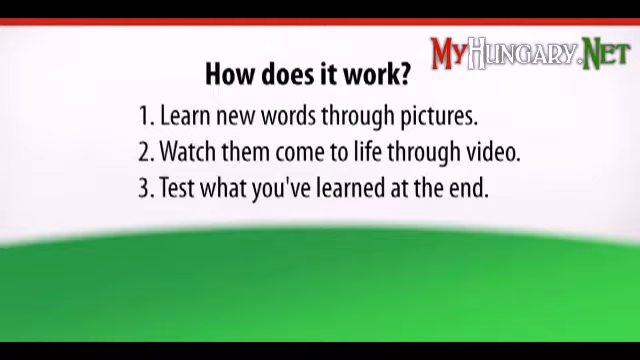 MyHungary.Net
How does it work?
1. Learn new words through pictures.
2. Watch them come to life through video.
3. Test what you've learned at the end.